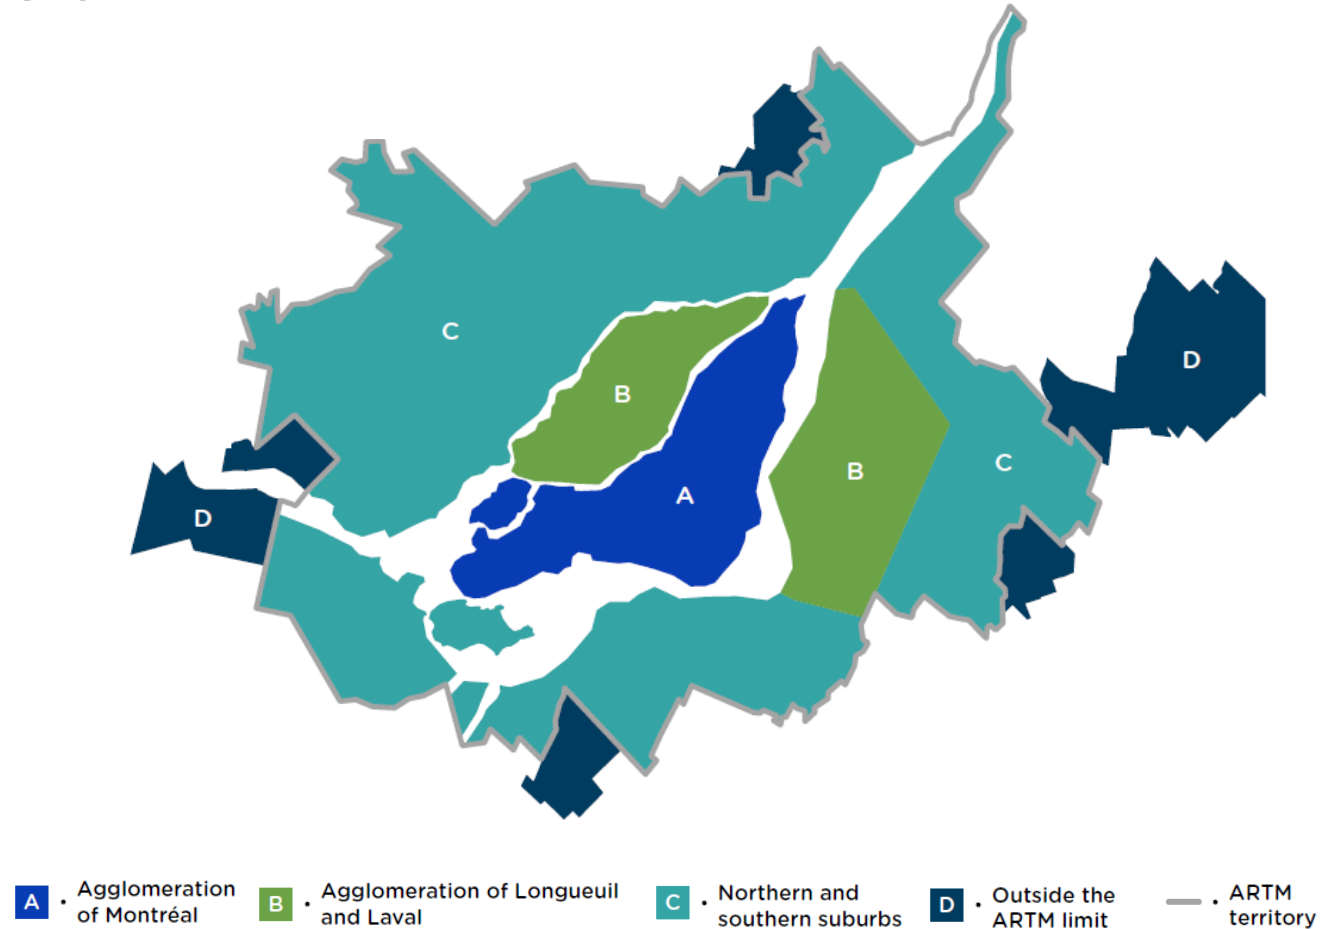 D
C
B
D
C
B
A
D
A · Agglomeration
of Montréal
B · Agglomeration of Longueuil
and Laval
C · Northern and
southern suburbs
D · Outside the
ARTM limit
· ARTM
territory